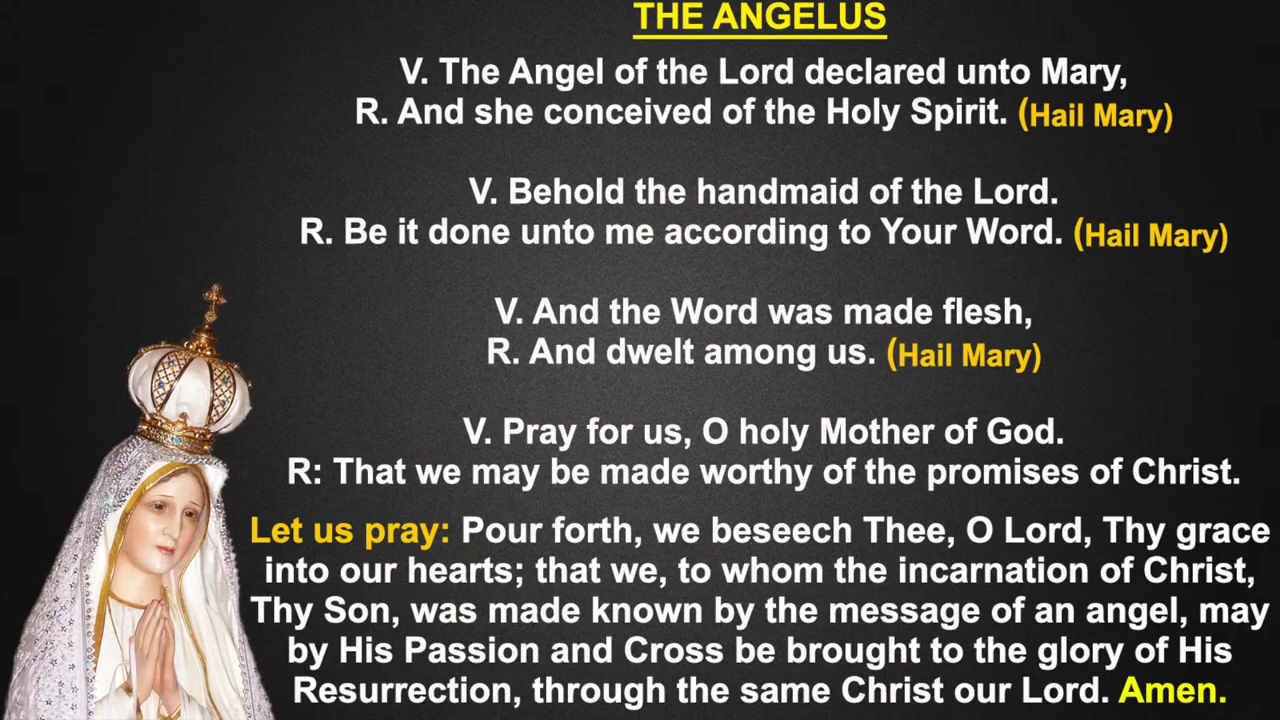 THE ANGELUS
V. The Angel of the Lord declared unto Mary,
R. And she conceived of the Holy Spirit. (Hail Mary)
V. Behold the handmaid of the Lord.
R. Be it done unto me according to Your Word. (Hail Mary)
V. And the Word was made flesh,
R. And dwelt among us. (Hail Mary)
V. Pray for us, O holy Mother of God.
R: That we may be made worthy of the promises of Christ.
Let us pray: Pour forth, we beseech Thee, O Lord, Thy grace
into our hearts; that we, to whom the incarnation of Christ,
Thy Son, was made known by the message of an angel, may
by His Passion and Cross be brought to the glory of His
Resurrection, through the same Christ our Lord. Amen.